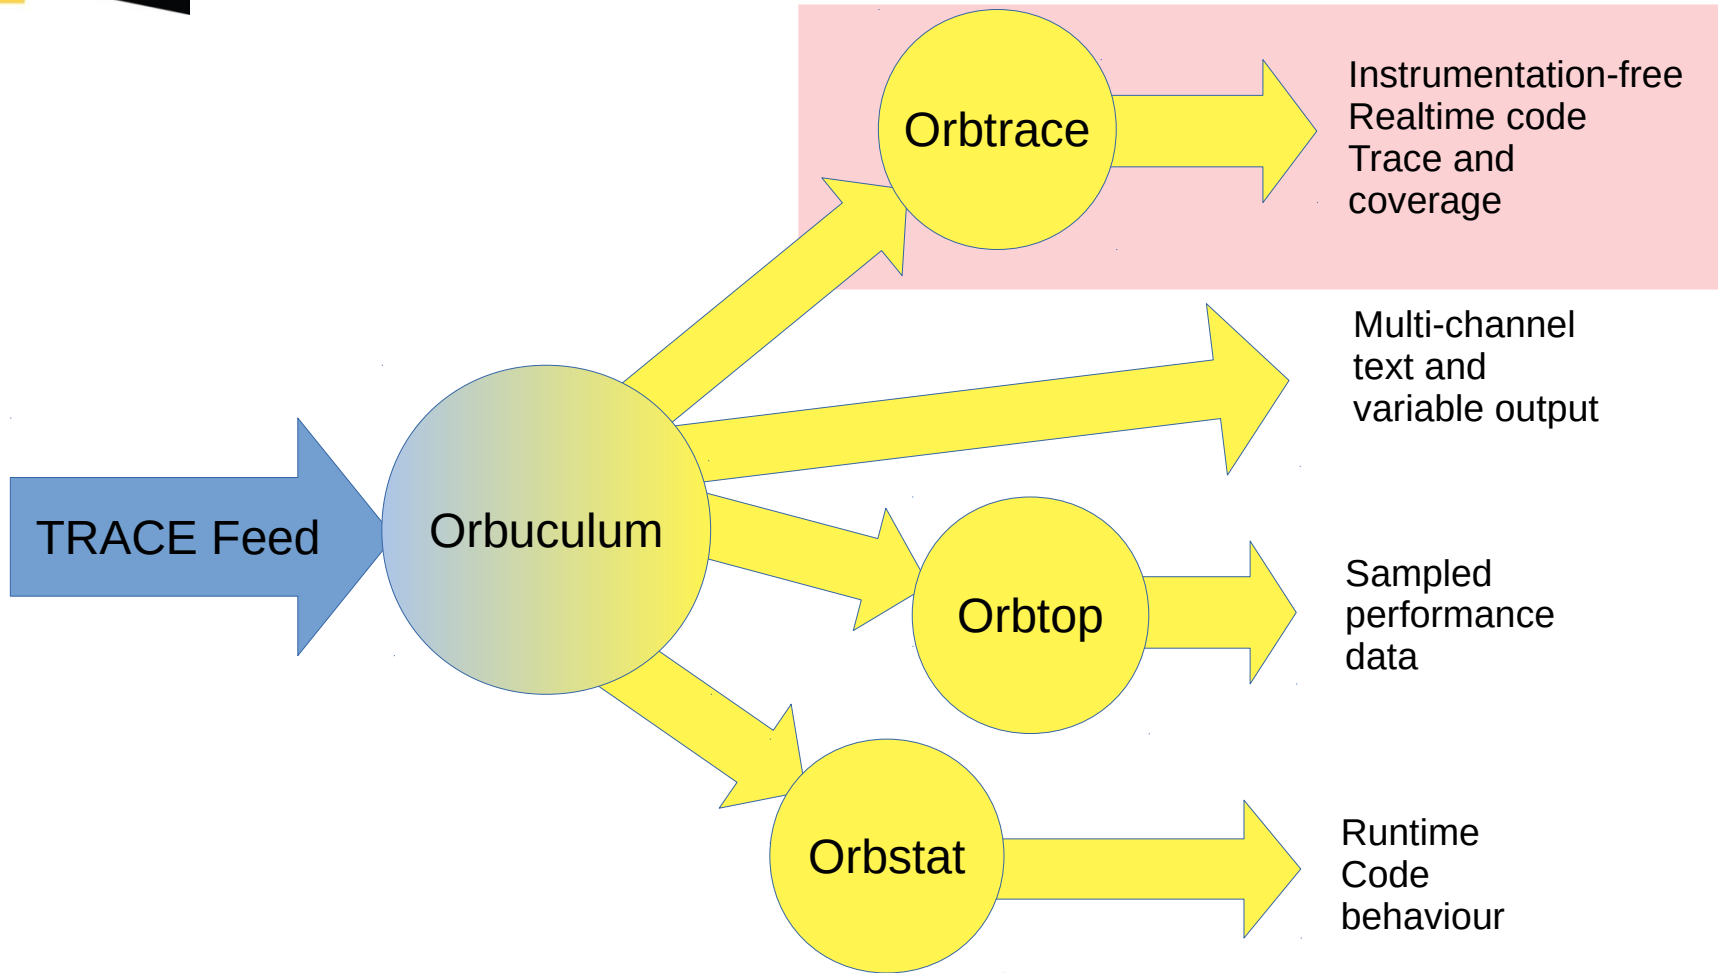 Orbtrace
Instrumentation-free
Realtime code
Trace and
coverage
Multi-channel
text and
variable output
TRACE Feed
Orbuculum
Orbtop
Sampled
performance
data
Orbstat
Runtime
Code
behaviour